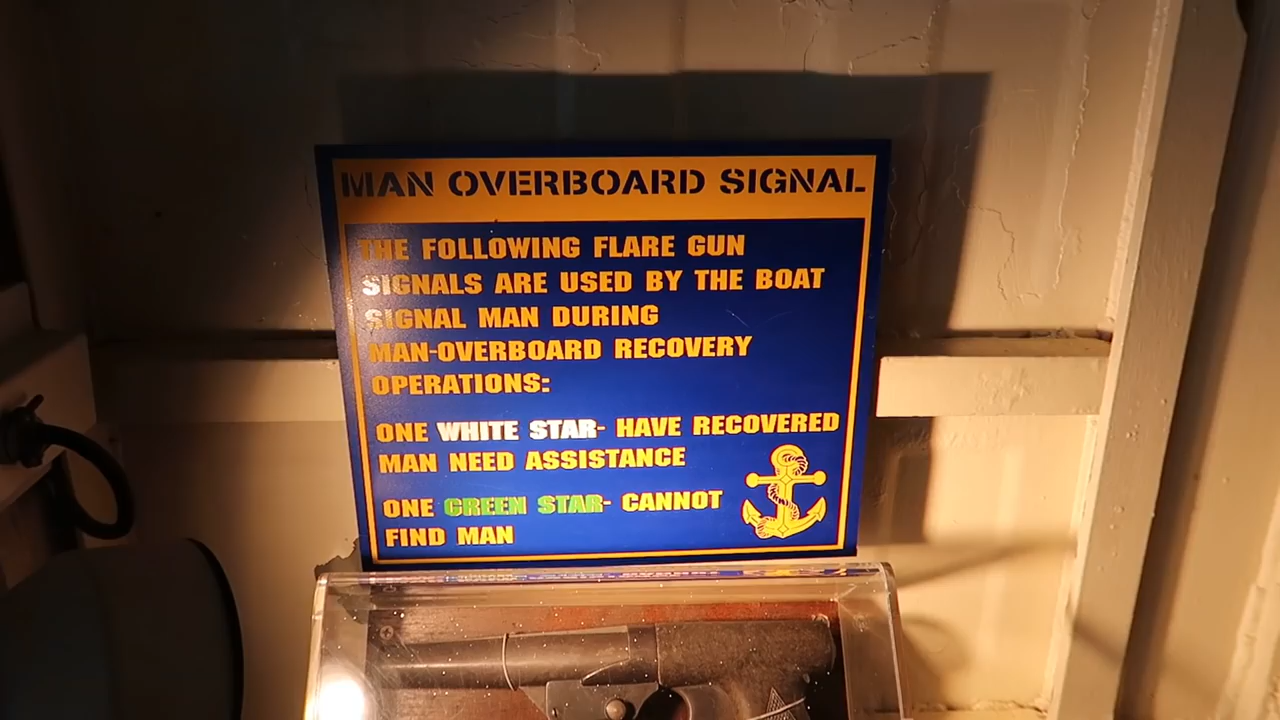 MAN OVERBOARD SIGNAL
THE FOLLOWING FLARE GUN
SIGNALS ARE USED BY THE BOAT
SIGNAL MAN DURING
MAN-OVERBOARD RECOVERY
OPERATIONS:
ONE WHITE STAR- HAVE RECOVERED
MAN NEED ASSISTANCE
ONE GREEN STAR- CANNOT
FIND MAN